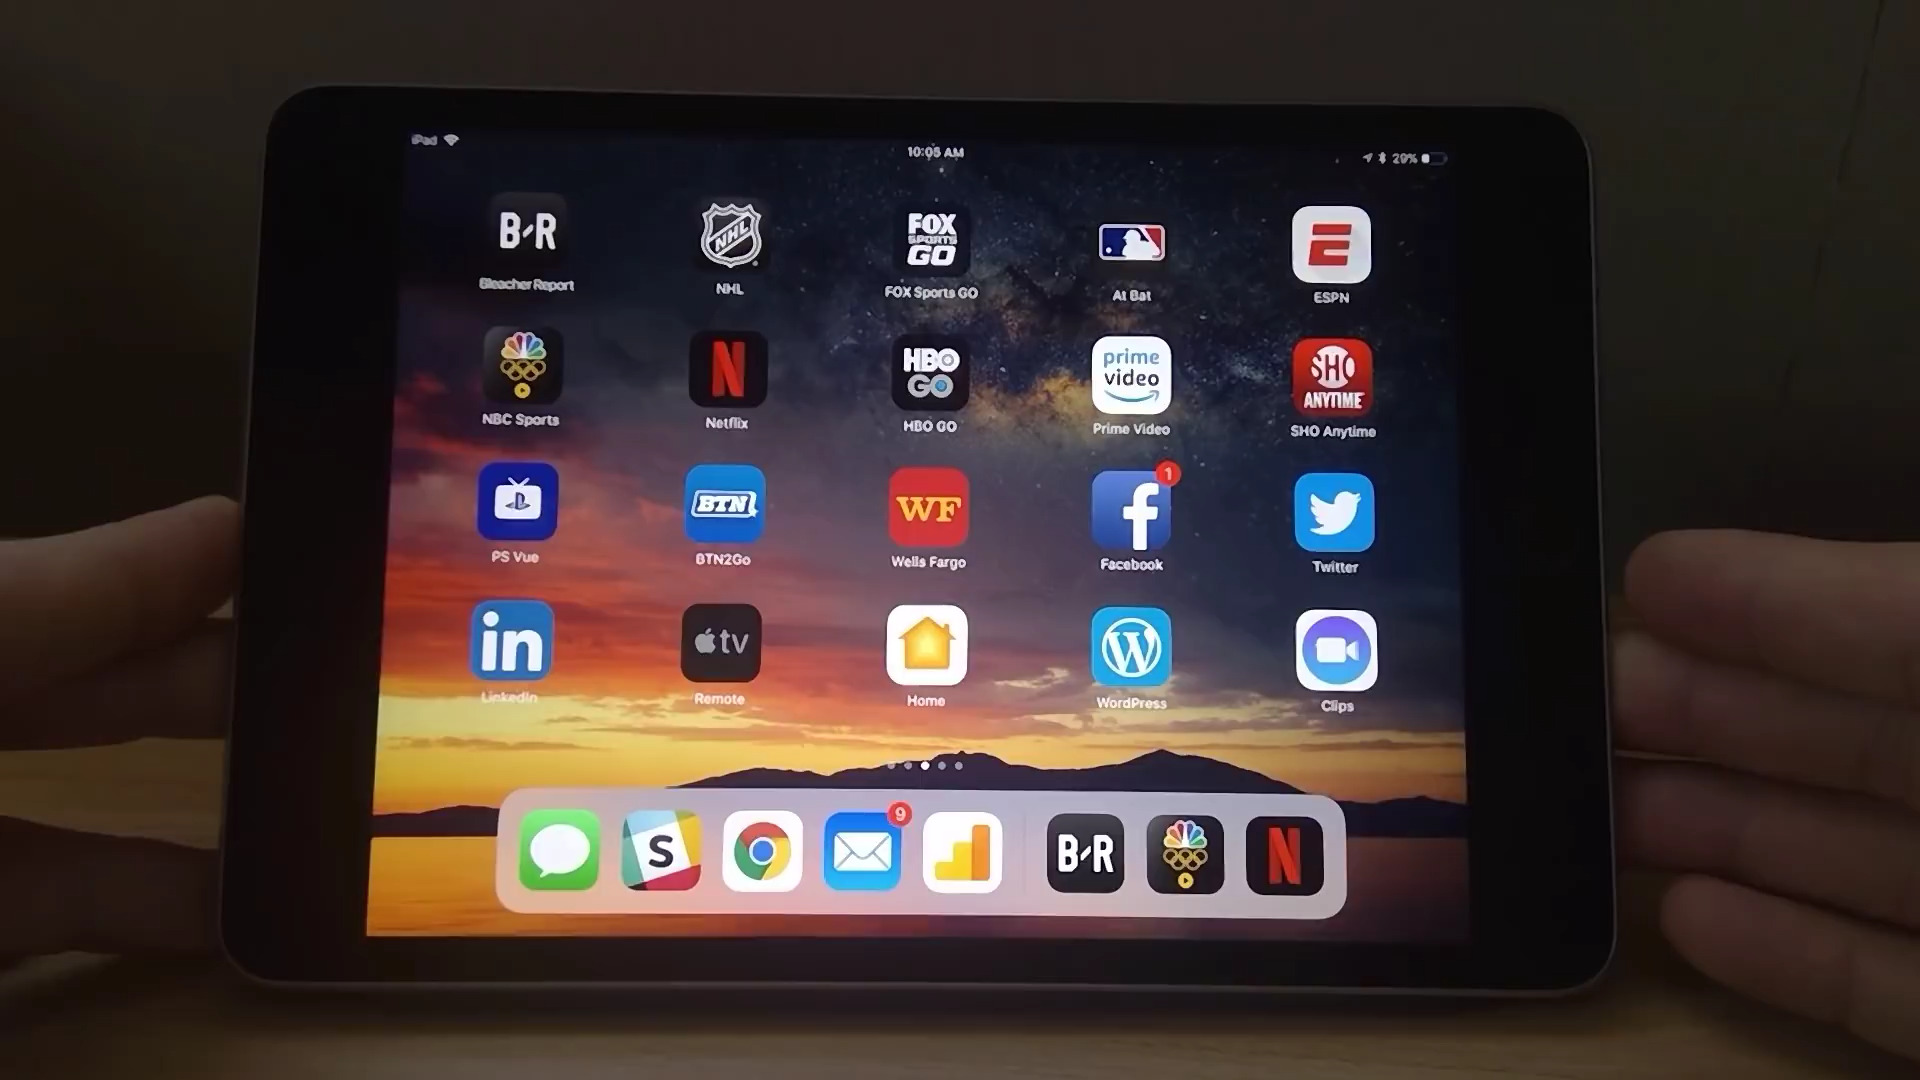 iPad
10:05 AM
29%
B-R
NHL
FOX
SPORTS
GO
E
Bleacher Report
NHL
FOX Sports GO
At Bat
ESPN
N
HBO
GO
prime
video
SHO
ANYTIME
NBC Sports
Netflix
HBO GO
Prime Video
SHO Anytime
BTN
WF
f
1
PS Vue
BTN2Go
Wells Fargo
Facebook
Twitter
in
tv
W
LinkedIn
Remote
Home
WordPress
Clips
S
9
B-R
N